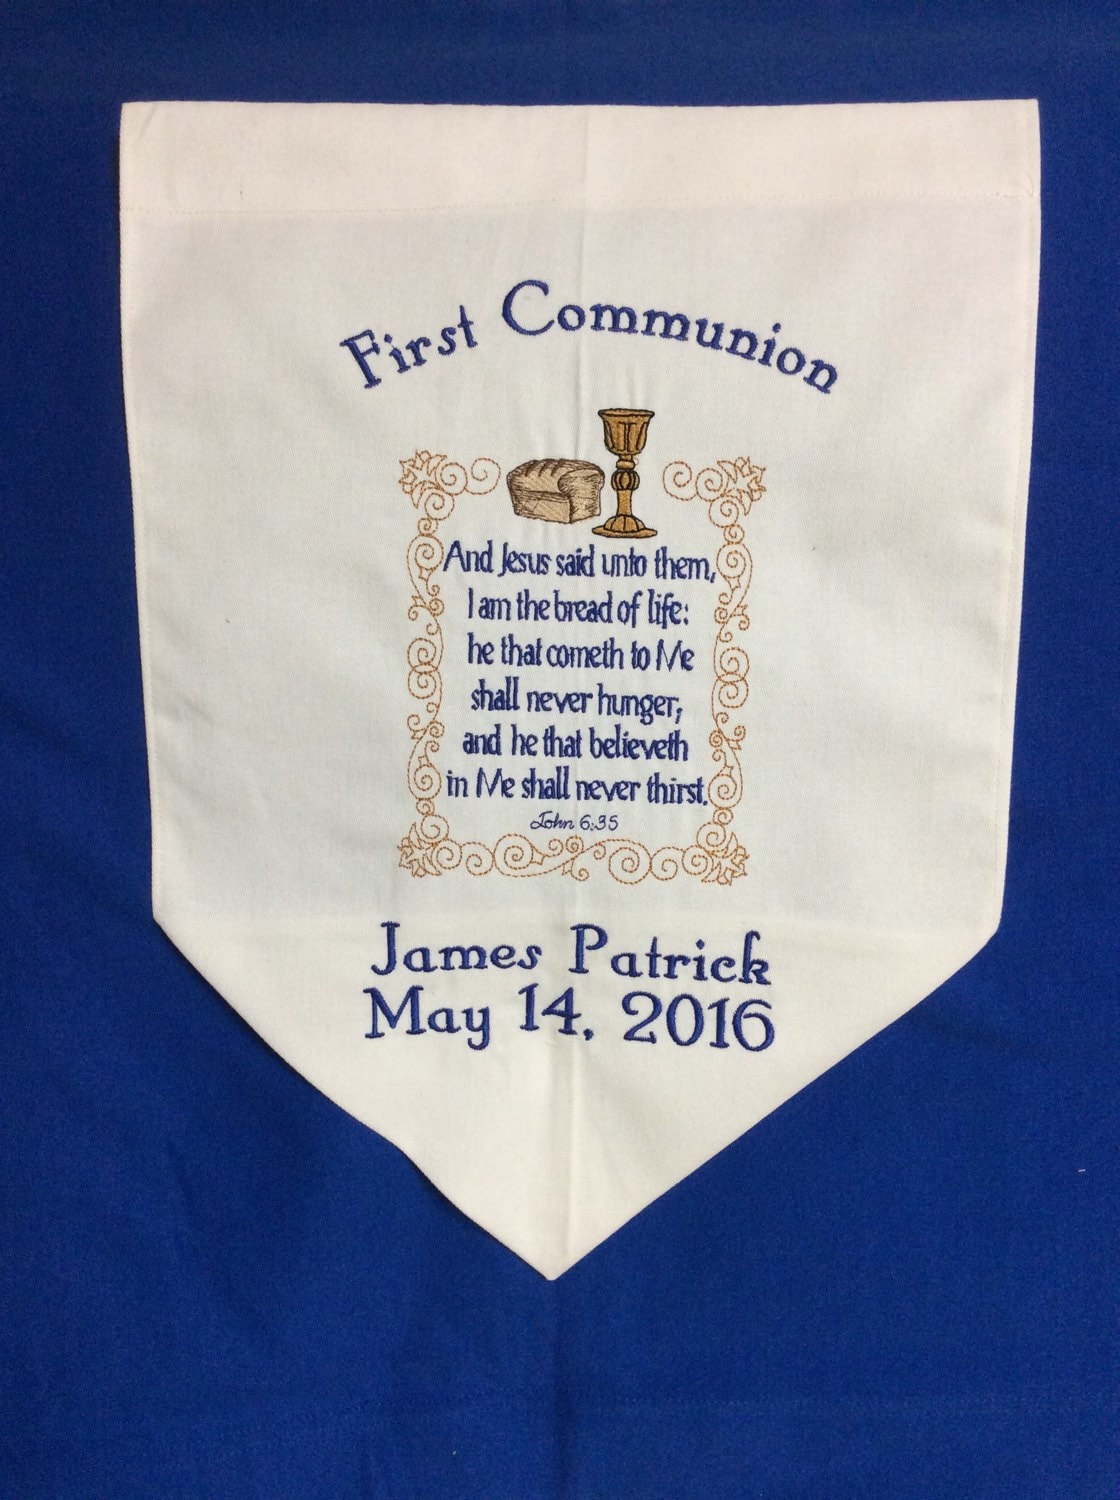 First Communion
And Jesus said unto them,
I am the bread of life:
he that cometh to Me
shall never hunger;
and he that believeth
in Me shall never thirst.
John 6:35
James Patrick
May 14, 2016